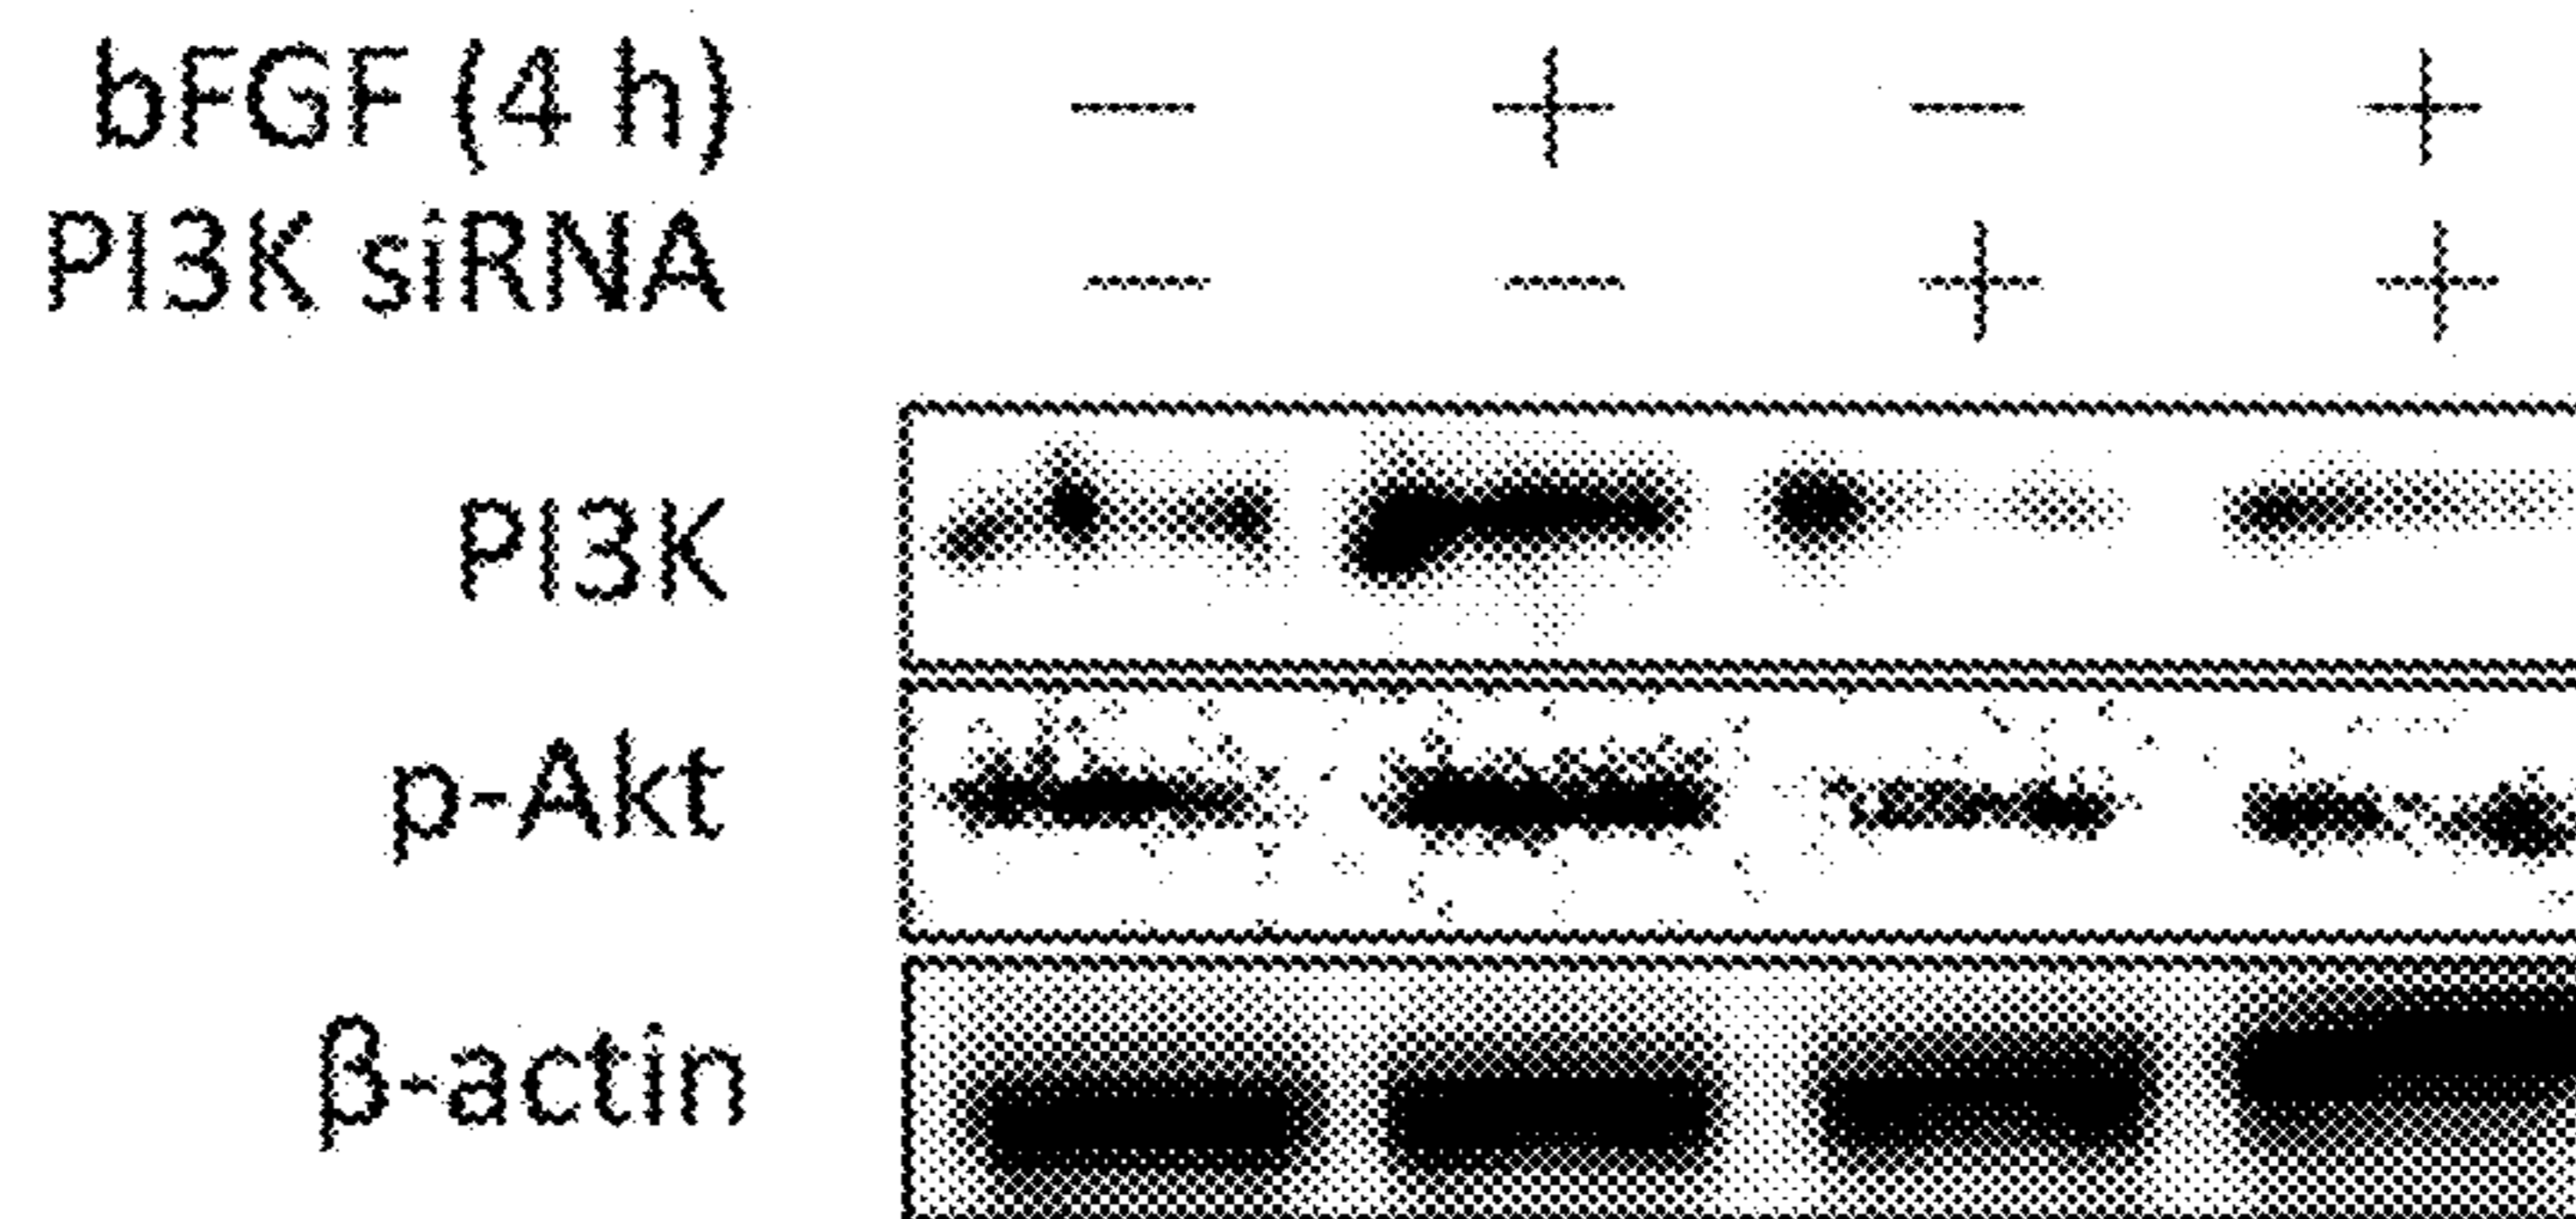 bFGF (4 h) — + — +
PI3K siRNA — — + +
PI3K
p-Akt
β-actin